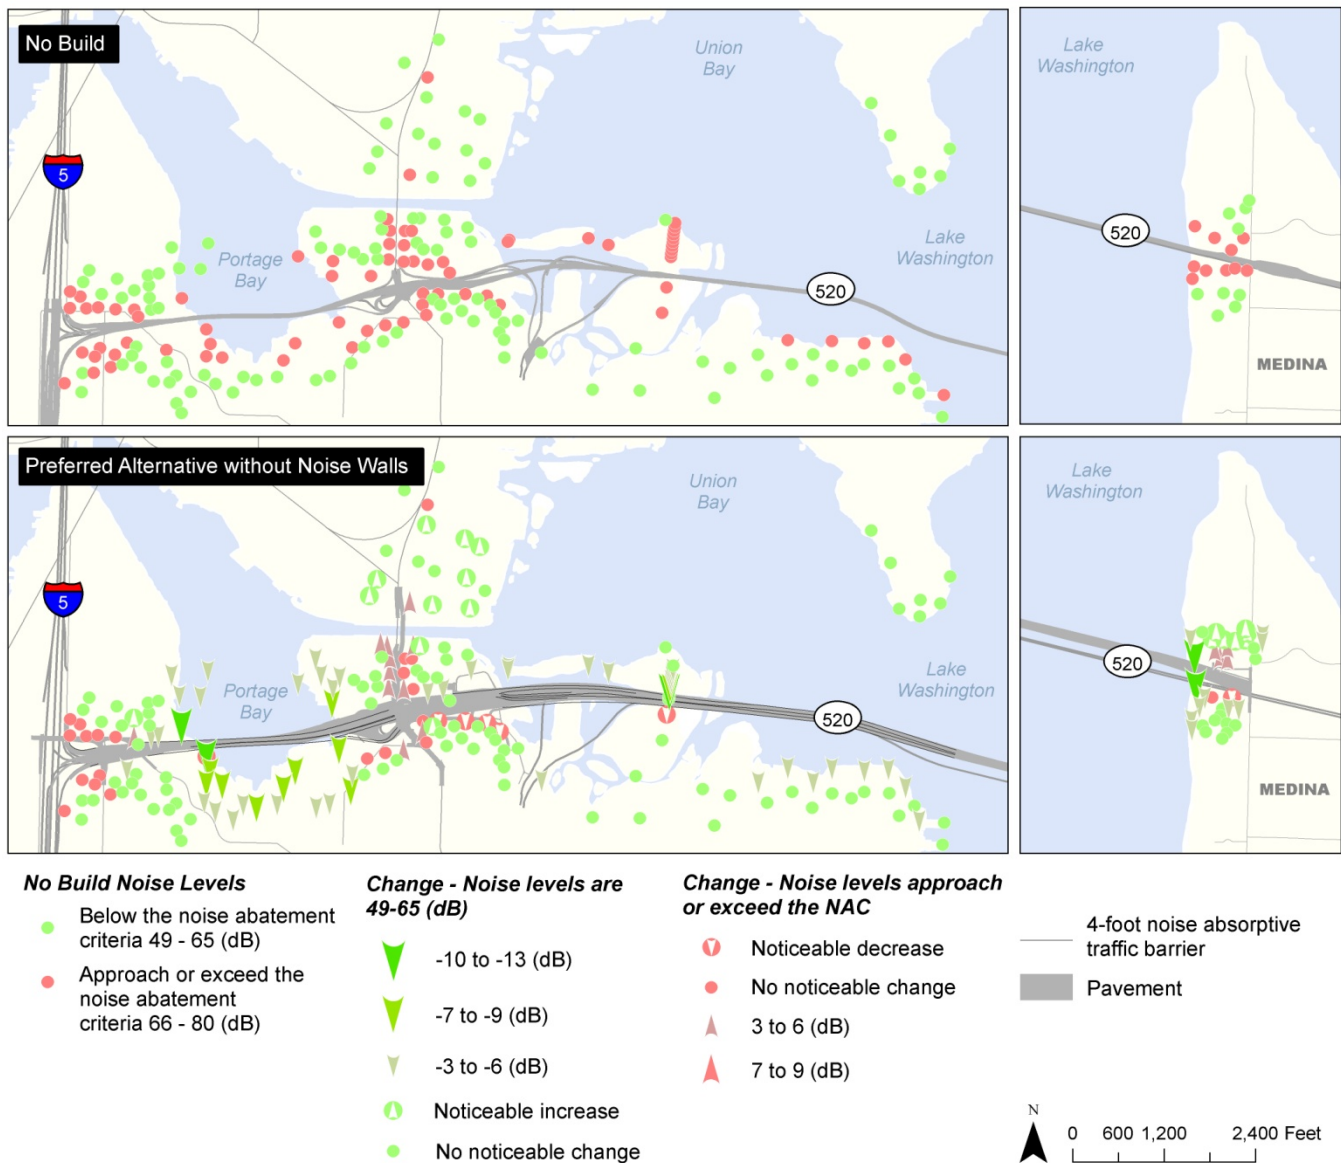 No Build
Union
Bay
Lake
Washington
5
Portage
Bay
Lake
Washington
520
520
MEDINA
Preferred Alternative without Noise Walls
Union
Bay
Lake
Washington
5
Portage
Bay
Lake
Washington
520
520
MEDINA
No Build Noise Levels
Below the noise abatement
criteria 49 - 65 (dB)
Approach or exceed the
noise abatement
criteria 66 - 80 (dB)
Change - Noise levels are
49-65 (dB)
-10 to -13 (dB)
-7 to -9 (dB)
-3 to -6 (dB)
Noticeable increase
No noticeable change
Change - Noise levels approach
or exceed the NAC
Noticeable decrease
No noticeable change
3 to 6 (dB)
7 to 9 (dB)
4-foot noise absorptive
traffic barrier
Pavement
N
0 600 1,200 2,400 Feet